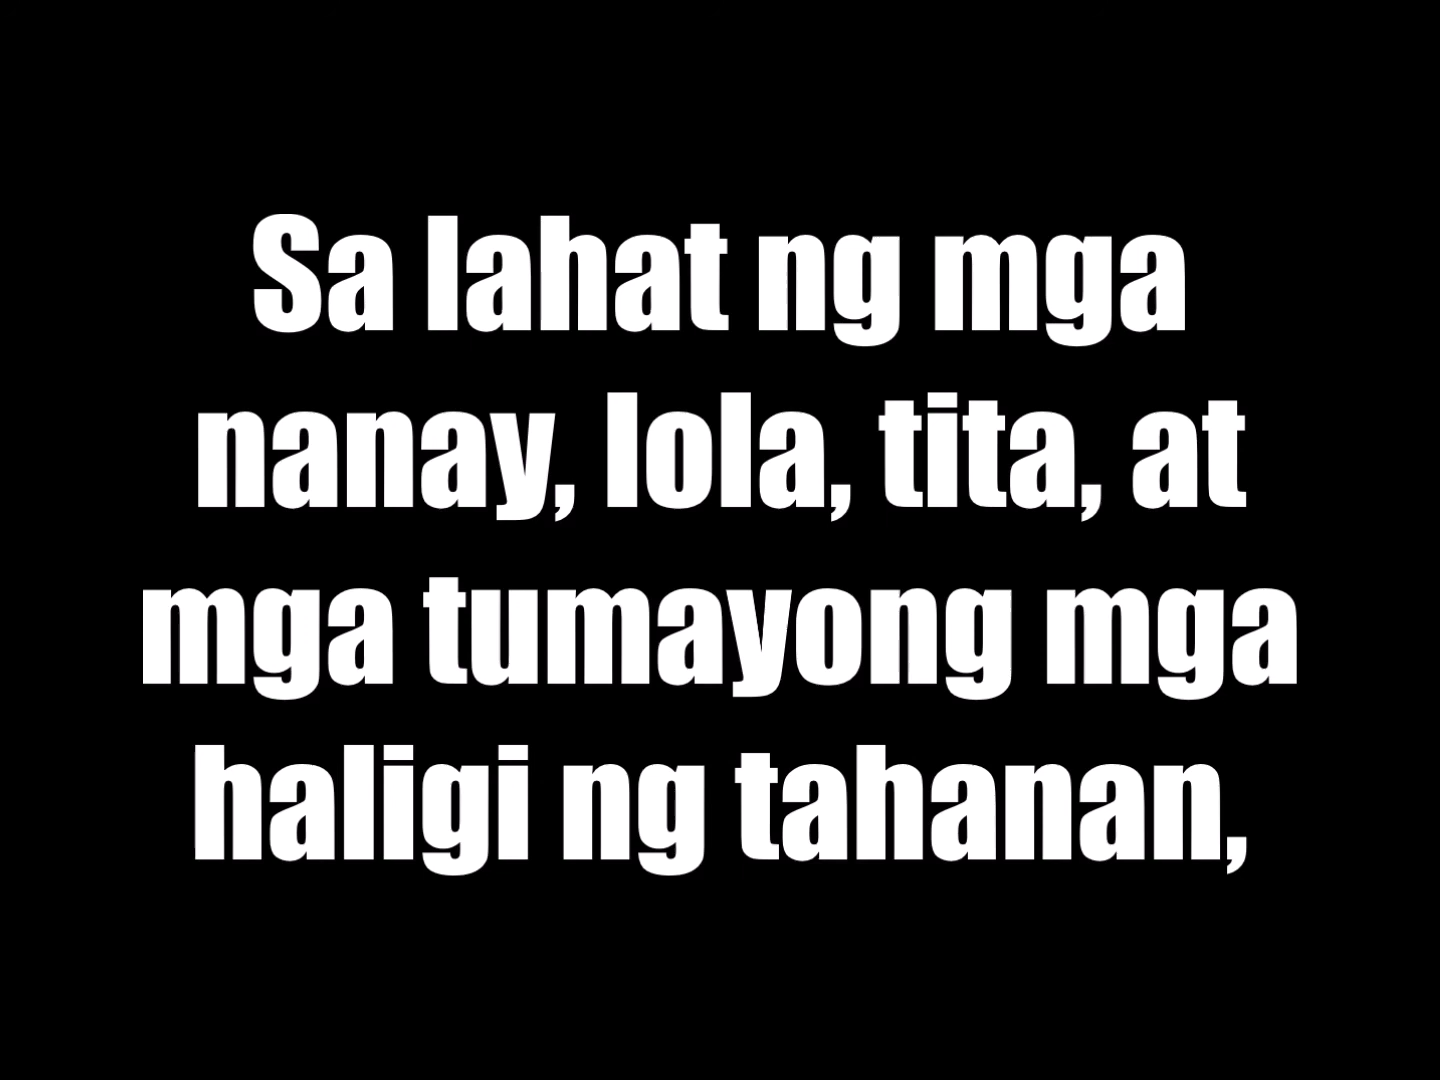 Sa lahat ng mga
nanay, lola, tita, at
mga tumayong mga
haligi ng tahanan,